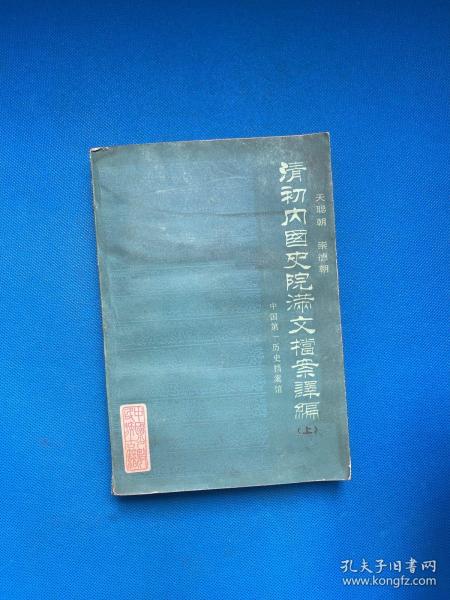 天聪朝 崇德朝
清初内国史院满文档案译编
(上)
中国第一历史档案馆
孔夫子旧书网
www.kongfz.com